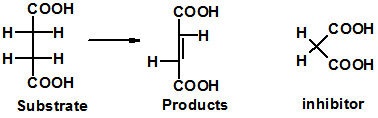 COOH COOH
H H H COOH
H H H H COOH
H
COOH COOH
Substrate Products inhibitor